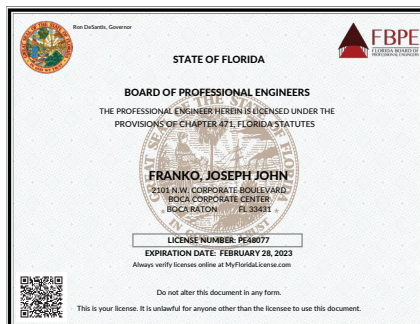 Ron DeSantis, Governor
FBPE
FLORIDA BOARD OF
PROFESSIONAL ENGINEERS
STATE OF FLORIDA
BOARD OF PROFESSIONAL ENGINEERS
THE PROFESSIONAL ENGINEER HEREIN IS LICENSED UNDER THE
PROVISIONS OF CHAPTER 471, FLORIDA STATUTES
FRANKO, JOSEPH JOHN
2101 N.W. CORPORATE BOULEVARD
BOCA CORPORATE CENTER
BOCA RATON FL 33431
LICENSE NUMBER: PE48077
EXPIRATION DATE: FEBRUARY 28, 2023
Always verify licenses online at MyFloridaLicense.com
Do not alter this document in any form.
This is your license. It is unlawful for anyone other than the licensee to use this document.